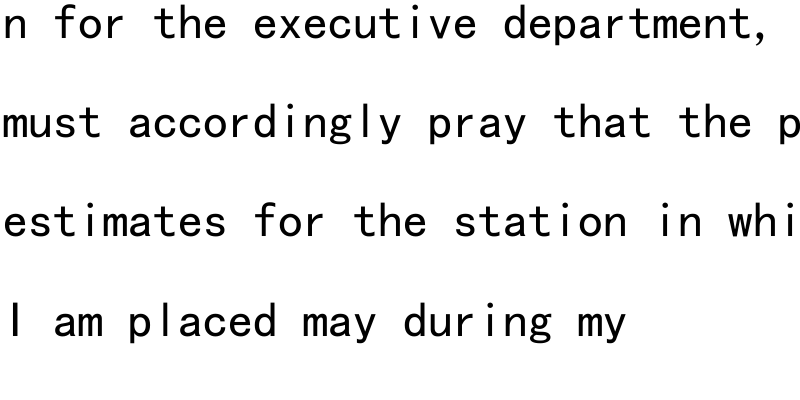 n for the executive department,
must accordingly pray that the p
estimates for the station in whi
I am placed may during my